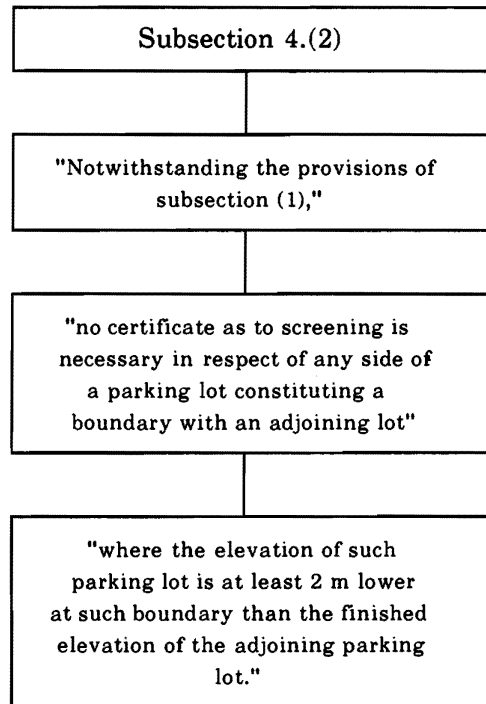 Subsection 4.(2)
"Notwithstanding the provisions of
subsection (1),"
"no certificate as to screening is
necessary in respect of any side of
a parking lot constituting a
boundary with an adjoining lot"
"where the elevation of such
parking lot is at least 2 m lower
at such boundary than the finished
elevation of the adjoining parking
lot."